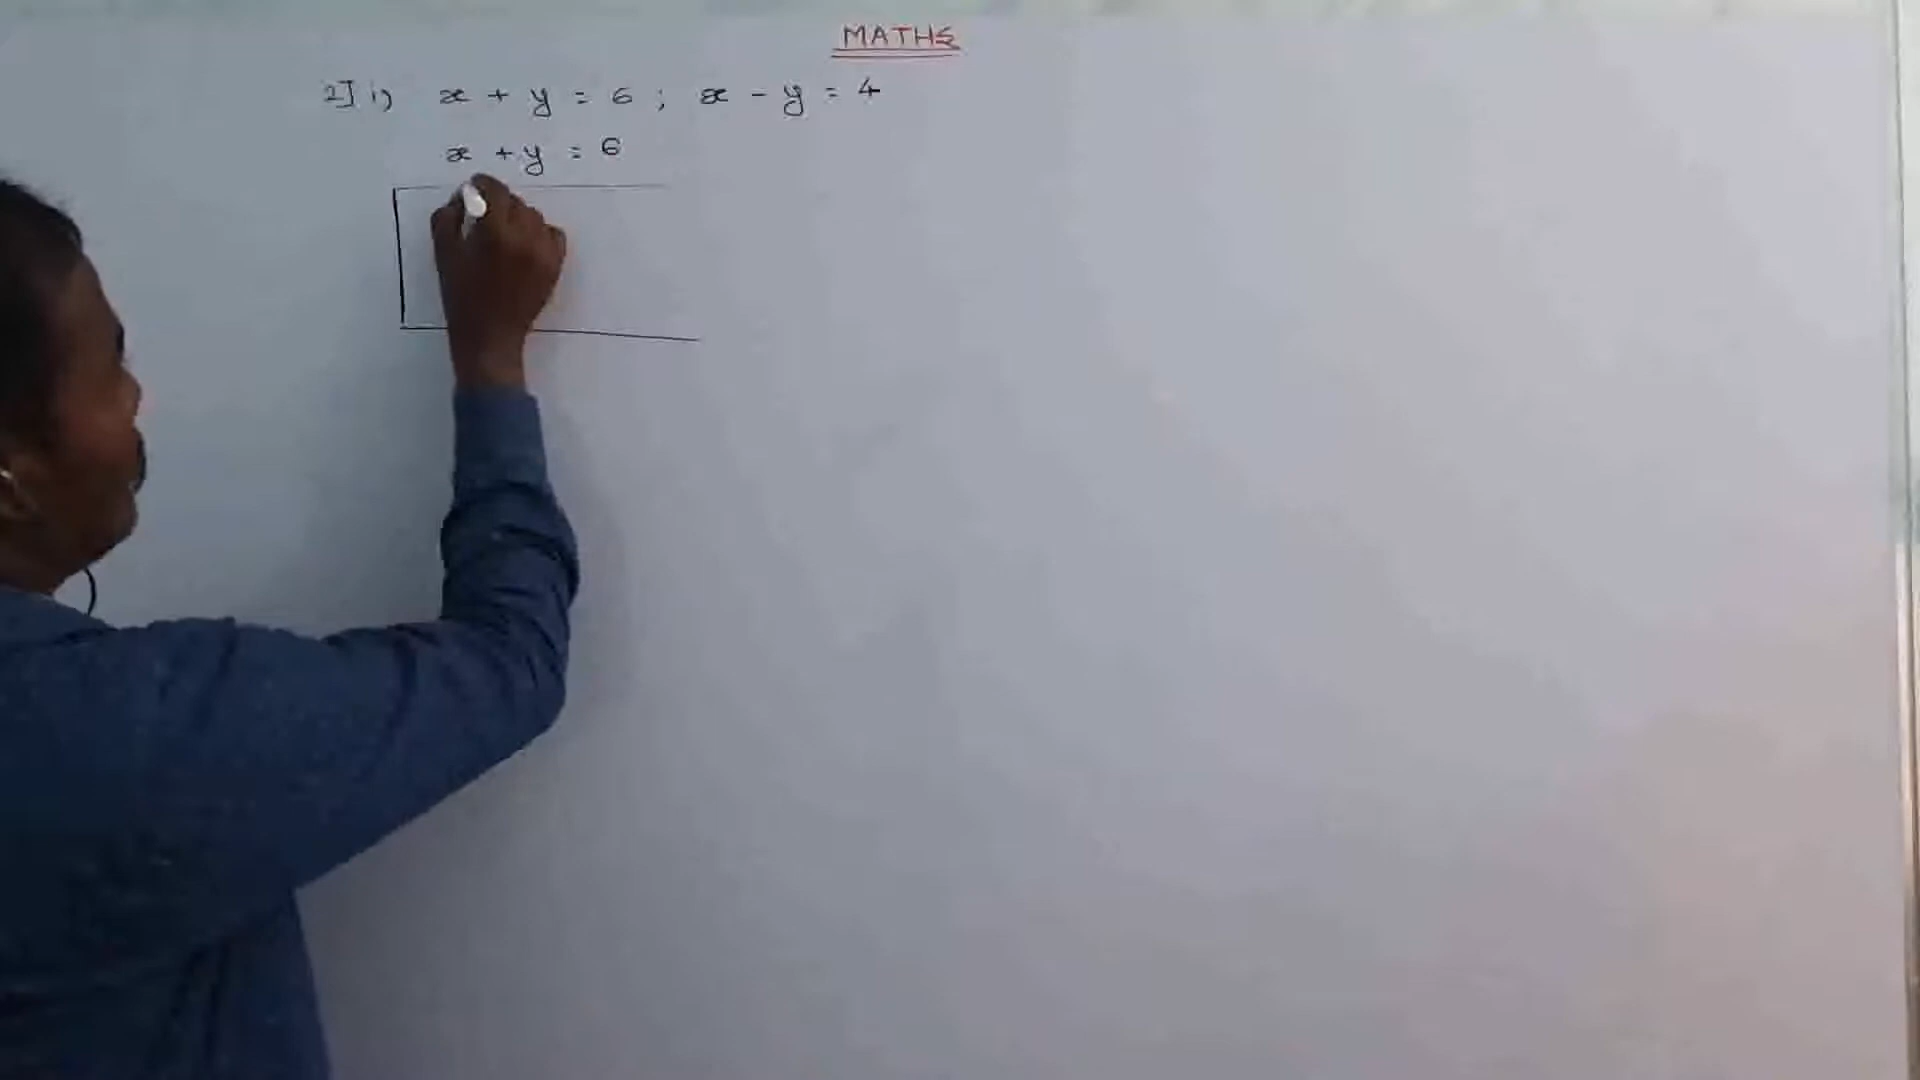 MATHS
2] i) x + y = 6 ; x - y = 4
x + y = 6